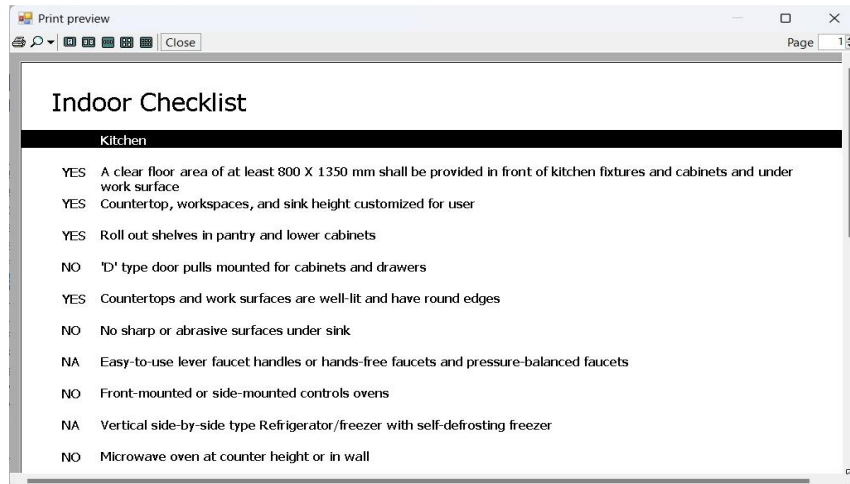 Print preview
Close
Page 1
Indoor Checklist
Kitchen
YES A clear floor area of at least 800 X 1350 mm shall be provided in front of kitchen fixtures and cabinets and under
work surface
YES Countertop, workspaces, and sink height customized for user
YES Roll out shelves in pantry and lower cabinets
NO 'D' type door pulls mounted for cabinets and drawers
YES Countertops and work surfaces are well-lit and have round edges
NO No sharp or abrasive surfaces under sink
NA Easy-to-use lever faucet handles or hands-free faucets and pressure-balanced faucets
NO Front-mounted or side-mounted controls ovens
NA Vertical side-by-side type Refrigerator/freezer with self-defrosting freezer
NO Microwave oven at counter height or in wall